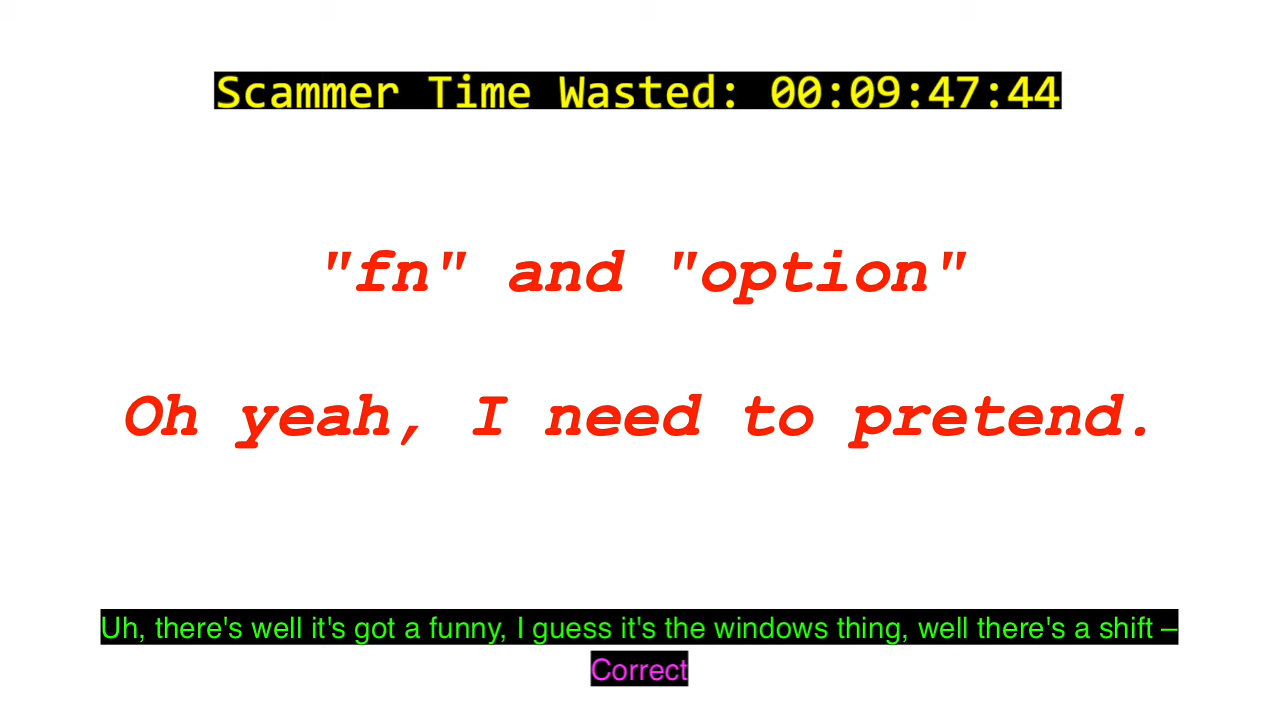 Scammer Time Wasted: 00:09:47:44
"fn" and "option"
Oh yeah, I need to pretend.
Uh, there's well it's got a funny, I guess it's the windows thing, well there's a shift –
Correct